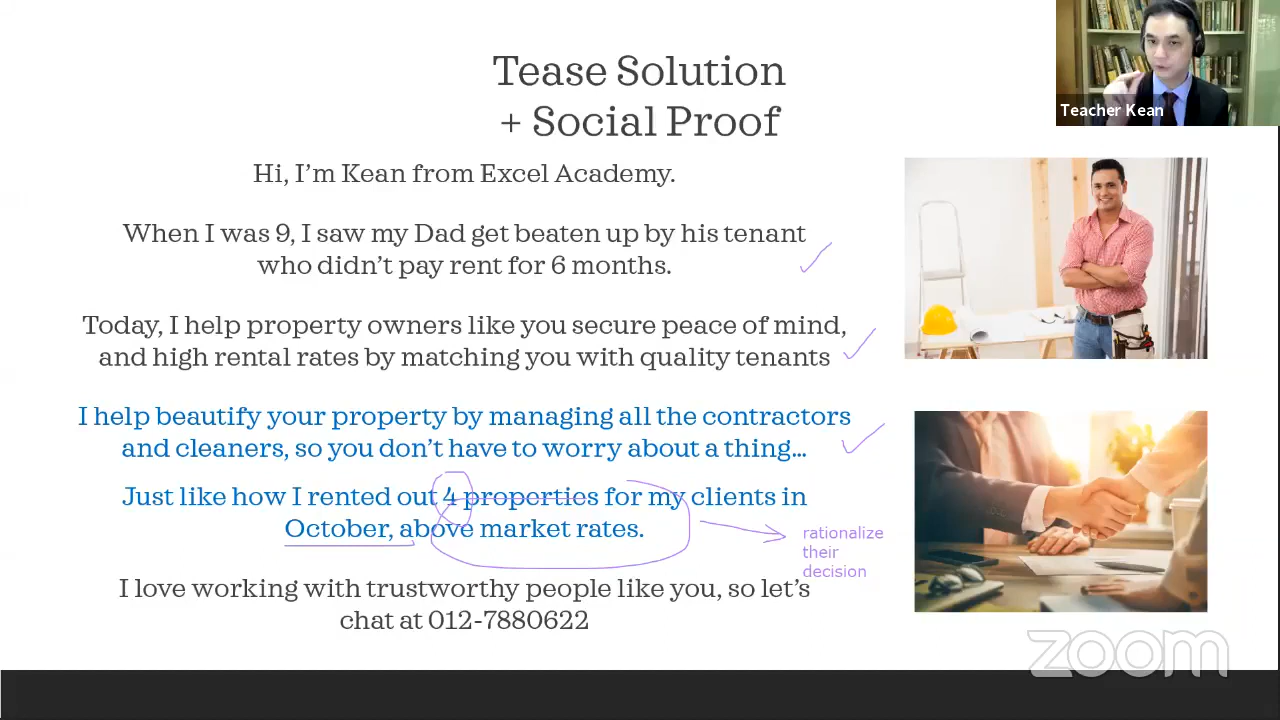 Tease Solution
+ Social Proof
Teacher Kean
Hi, I’m Kean from Excel Academy.
When I was 9, I saw my Dad get beaten up by his tenant
who didn’t pay rent for 6 months.
Today, I help property owners like you secure peace of mind,
and high rental rates by matching you with quality tenants
I help beautify your property by managing all the contractors
and cleaners, so you don’t have to worry about a thing…
Just like how I rented out 4 properties for my clients in
October, above market rates.
rationalize
their
decision
I love working with trustworthy people like you, so let’s
chat at 012-7880622
zoom